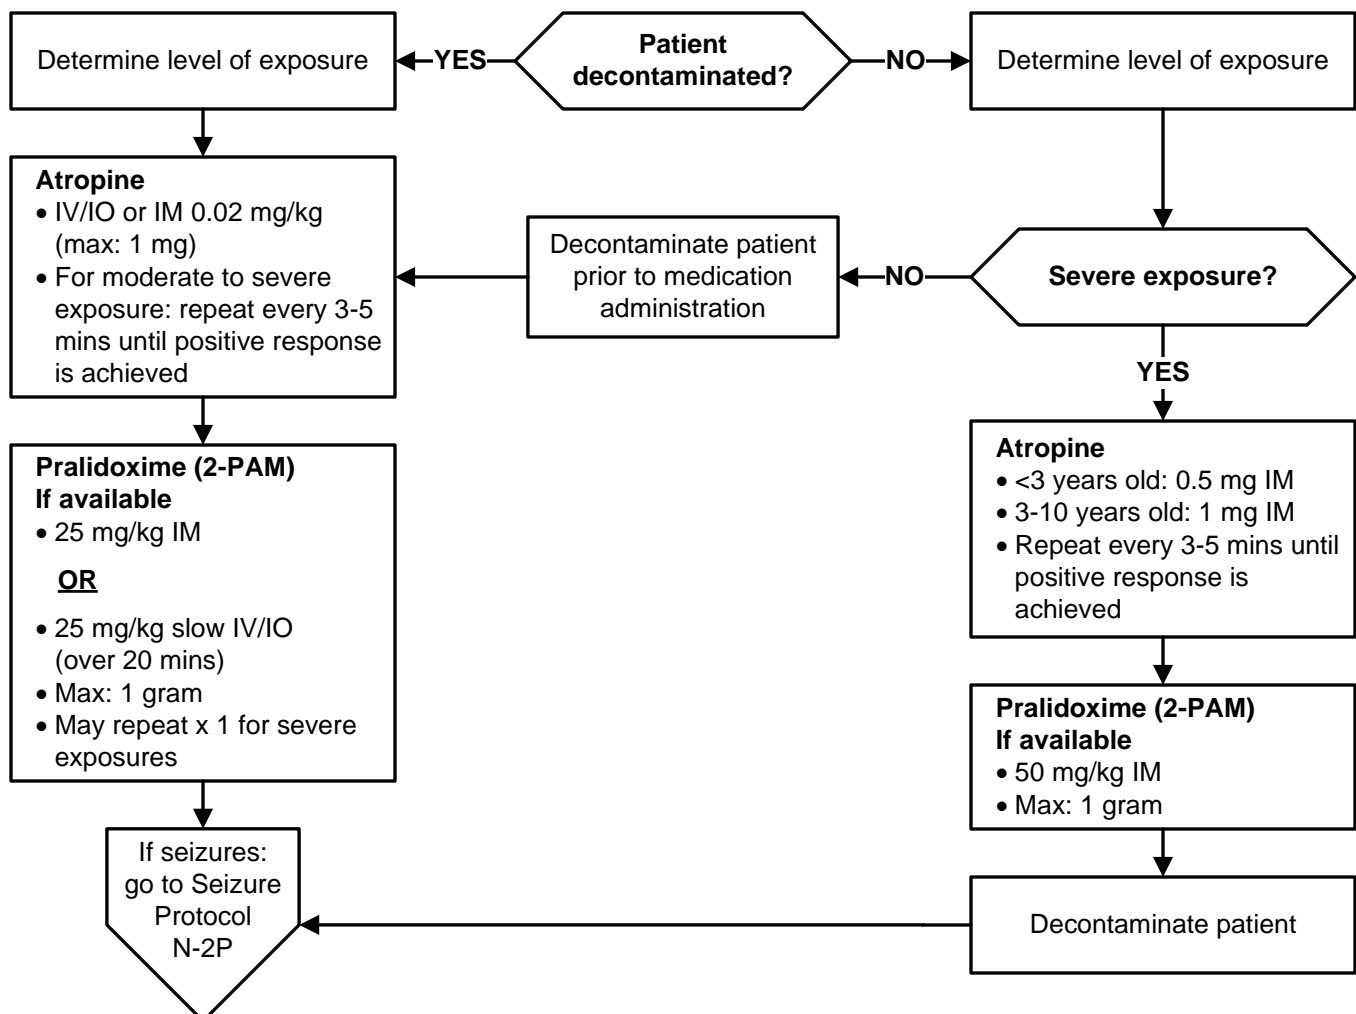 Patient
decontaminated?
YES
NO
Determine level of exposure
Determine level of exposure
Atropine
• IV/IO or IM 0.02 mg/kg
(max: 1 mg)
• For moderate to severe
exposure: repeat every 3-5
mins until positive response
is achieved
Decontaminate patient
prior to medication
administration
NO
Severe exposure?
YES
Pralidoxime (2-PAM)
If available
• 25 mg/kg IM
OR
• 25 mg/kg slow IV/IO
(over 20 mins)
• Max: 1 gram
• May repeat x 1 for severe
exposures
Atropine
• <3 years old: 0.5 mg IM
• 3-10 years old: 1 mg IM
• Repeat every 3-5 mins until
positive response is
achieved
Pralidoxime (2-PAM)
If available
• 50 mg/kg IM
• Max: 1 gram
If seizures:
go to Seizure
Protocol
N-2P
Decontaminate patient